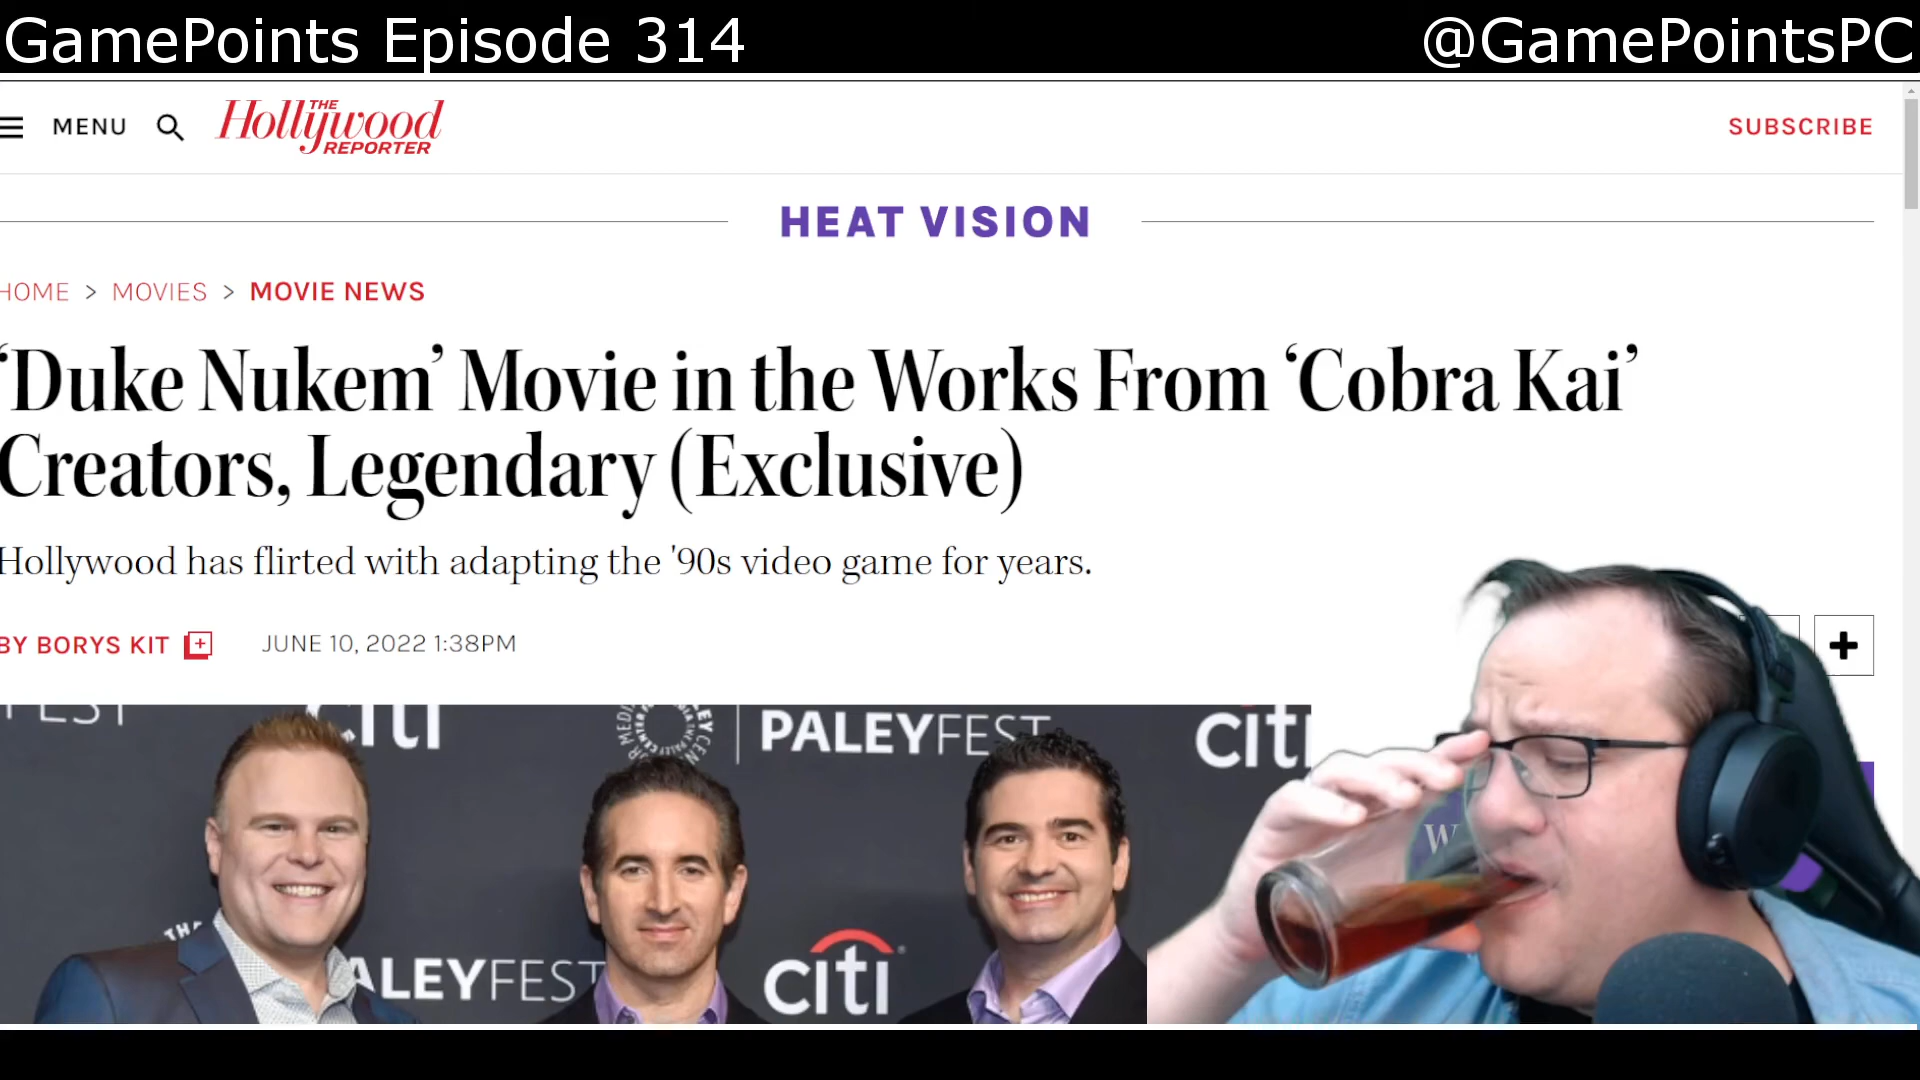 GamePoints Episode 314
@GamePointsPC
MENU
THE
Hollywood
REPORTER
SUBSCRIBE
HEAT VISION
HOME > MOVIES > MOVIE NEWS
‘Duke Nukem’ Movie in the Works From ‘Cobra Kai’
Creators, Legendary (Exclusive)
Hollywood has flirted with adapting the '90s video game for years.
BY BORYS KIT
JUNE 10, 2022 1:38PM
citi
PALEYFEST
citi
THE
PALEYFEST
citi